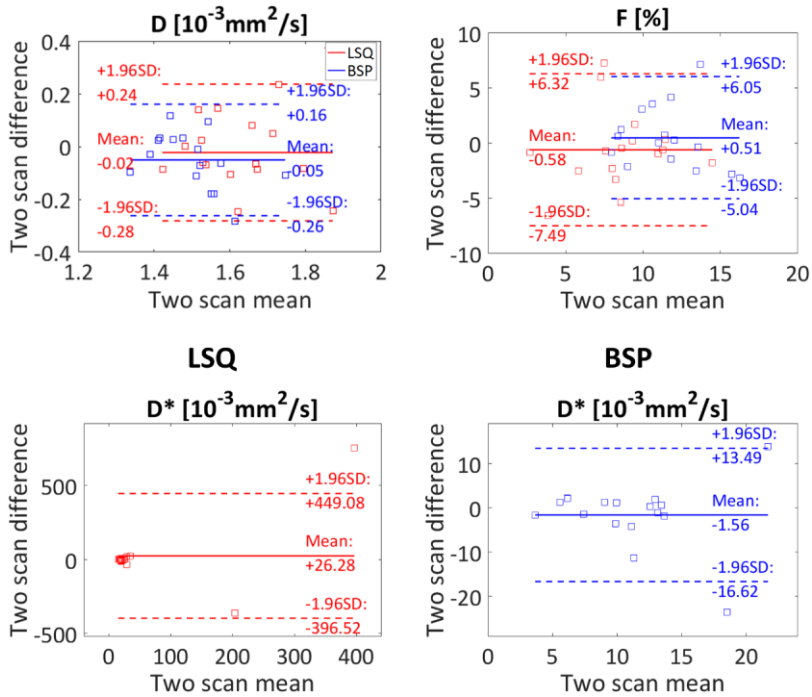 D [10⁻³mm²/s]
Two scan difference
0.4
0.2
0
-0.2
-0.4
LSQ
BSP
+1.96SD:
+0.24
+1.96SD:
+0.16
Mean:
-0.02
Mean:
-0.05
-1.96SD:
-0.28
-1.96SD:
-0.26
1.2 1.4 1.6 1.8 2
Two scan mean
F [%]
Two scan difference
10
5
0
-5
-10
+1.96SD:
+6.32
+1.96SD:
+6.05
Mean:
-0.58
Mean:
+0.51
-1.96SD:
-7.49
-1.96SD:
-5.04
0 5 10 15 20
Two scan mean
LSQ
D* [10⁻³mm²/s]
Two scan difference
500
0
-500
+1.96SD:
+449.08
Mean:
+26.28
-1.96SD:
-396.52
0 100 200 300 400
Two scan mean
BSP
D* [10⁻³mm²/s]
Two scan difference
10
0
-10
-20
+1.96SD:
+13.49
Mean:
-1.56
-1.96SD:
-16.62
0 5 10 15 20
Two scan mean